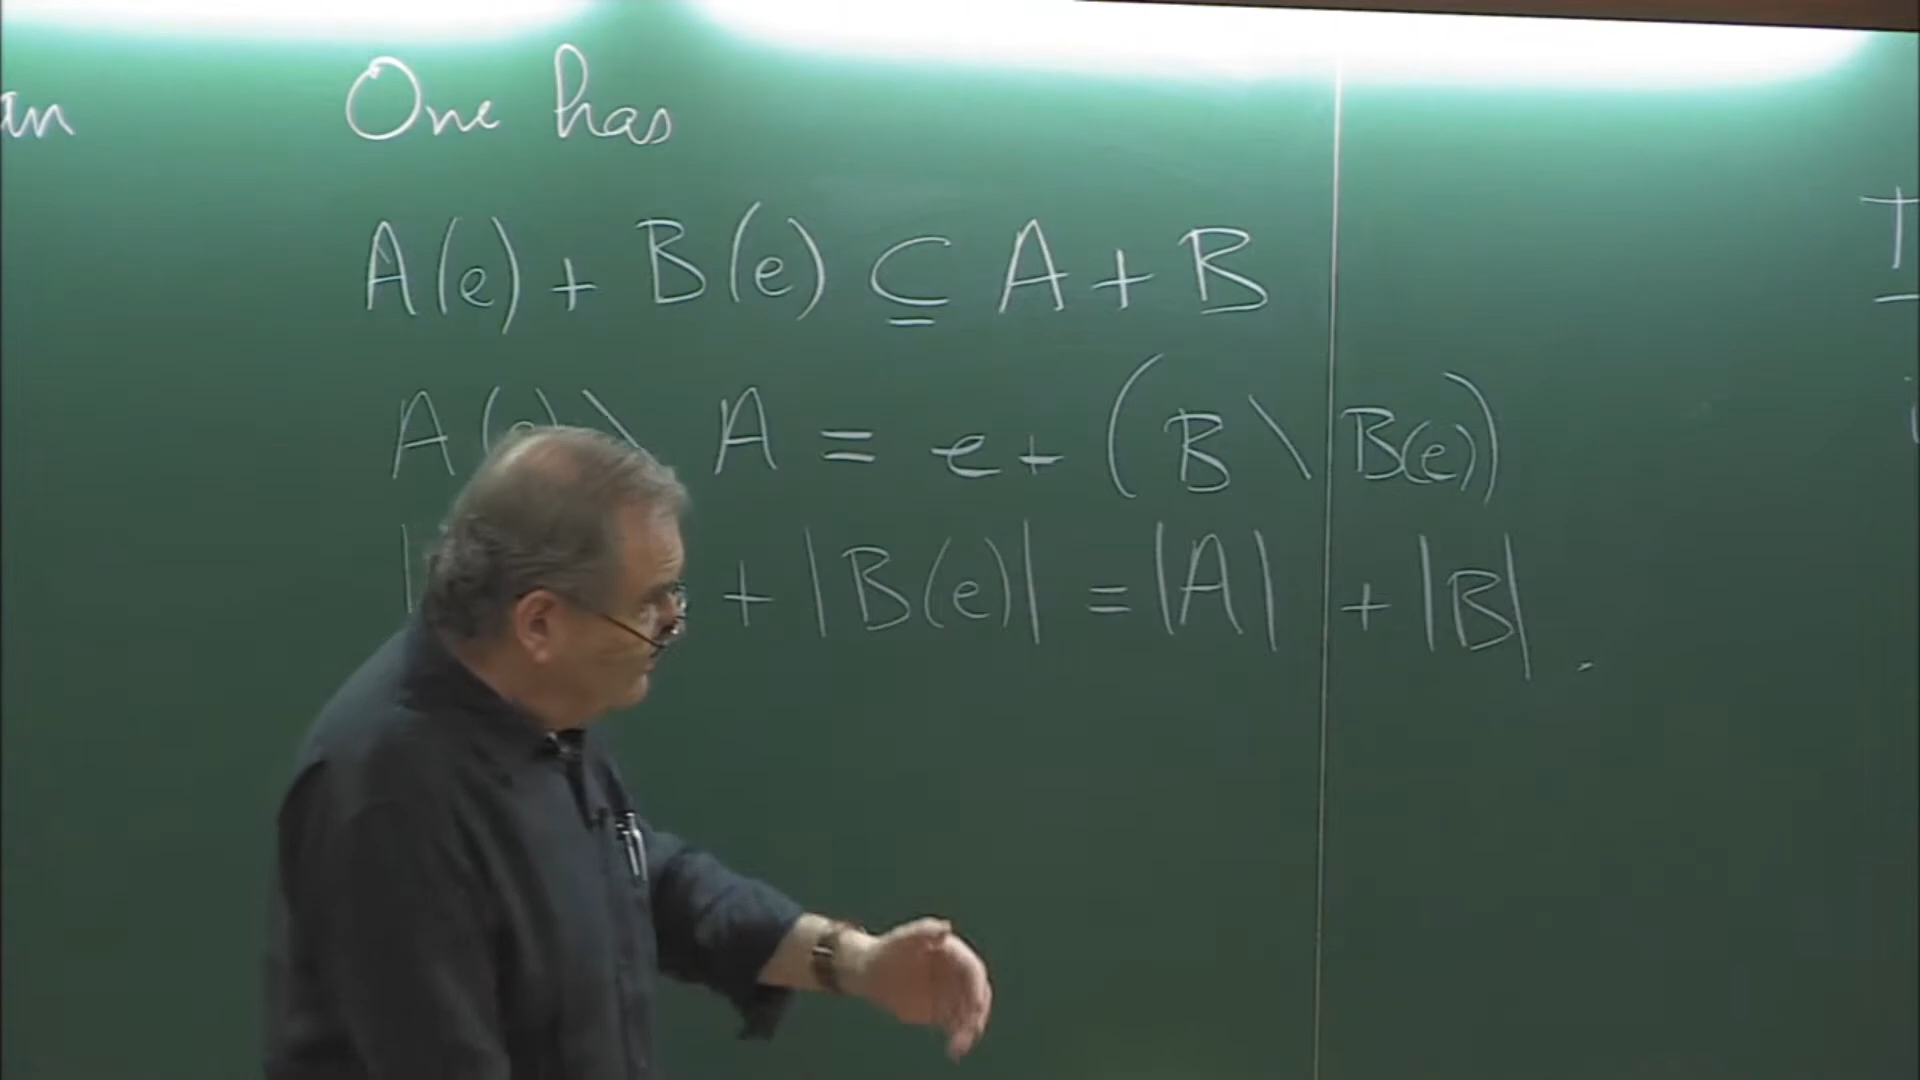 an
One has
A(e) + B(e) ⊆ A + B
A(e) \ A = e + (B \ B(e))
| + |B(e)| = |A| + |B|.
T